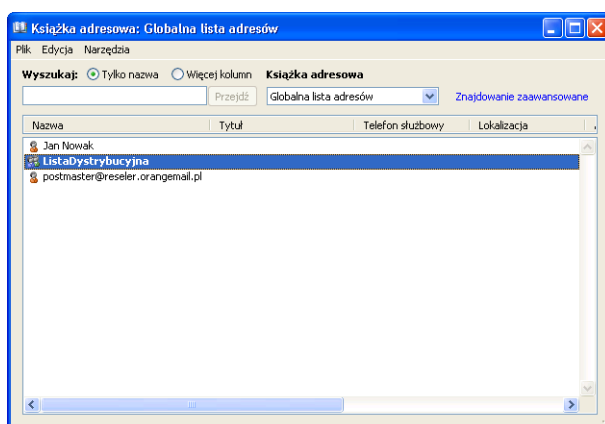 Książka adresowa: Globalna lista adresów
Plik Edycja Narzędzia
Wyszukaj: Tylko nazwa Więcej kolumn Książka adresowa
Przejdź Globalna lista adresów Znajdowanie zaawansowane
Nazwa Tytuł Telefon służbowy Lokalizacja
Jan Nowak
ListaDystrybucyjna
postmaster@reseler.orangemail.pl